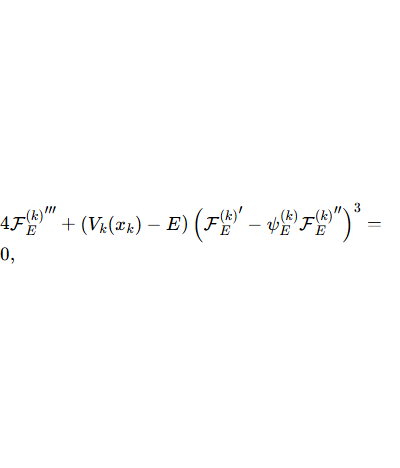 $4\mathcal{F}_E^{(k)'''} + (V_k(x_k) - E)\left(\mathcal{F}_E^{(k)'} - \psi_E^{(k)}\mathcal{F}_E^{(k)''}\right)^3 =$
$0,$